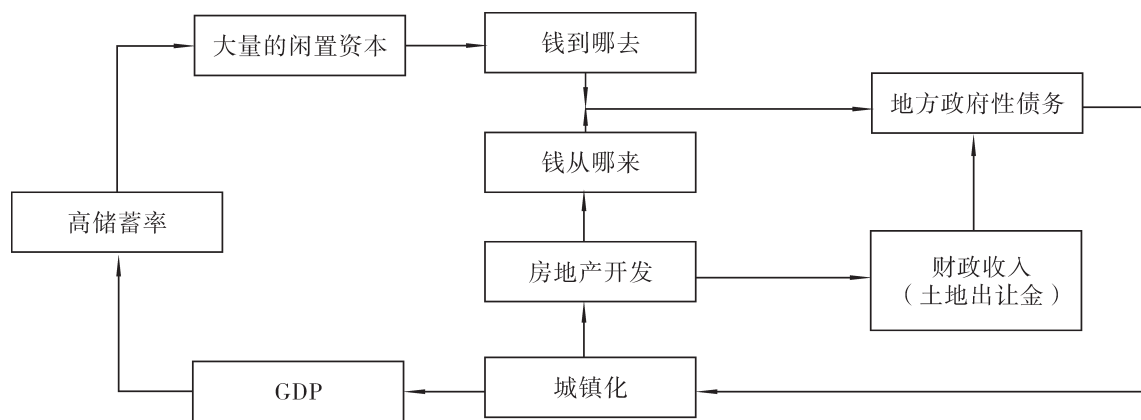 大量的闲置资本
钱到哪去
地方政府性债务
钱从哪来
高储蓄率
房地产开发
财政收入
（土地出让金）
GDP
城镇化